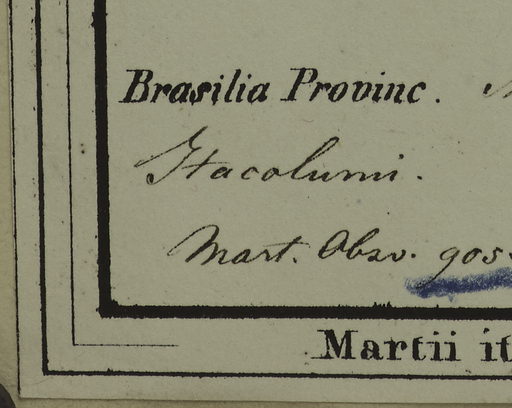 Brasilia Provinc.
Itacolumi.
Mart. Obsv. 905.
Martii it